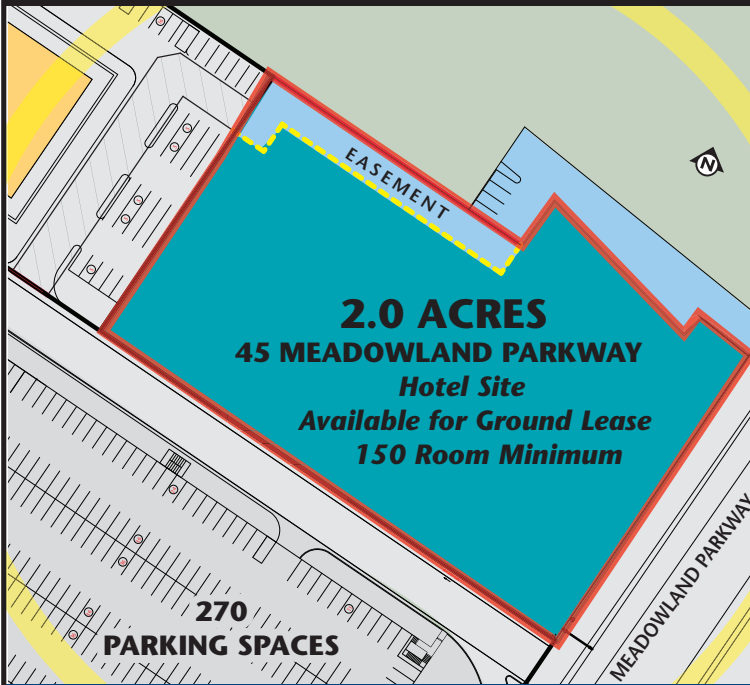 EASEMENT
N
2.0 ACRES
45 MEADOWLAND PARKWAY
Hotel Site
Available for Ground Lease
150 Room Minimum
MEADOWLAND PARKWAY
270
PARKING SPACES